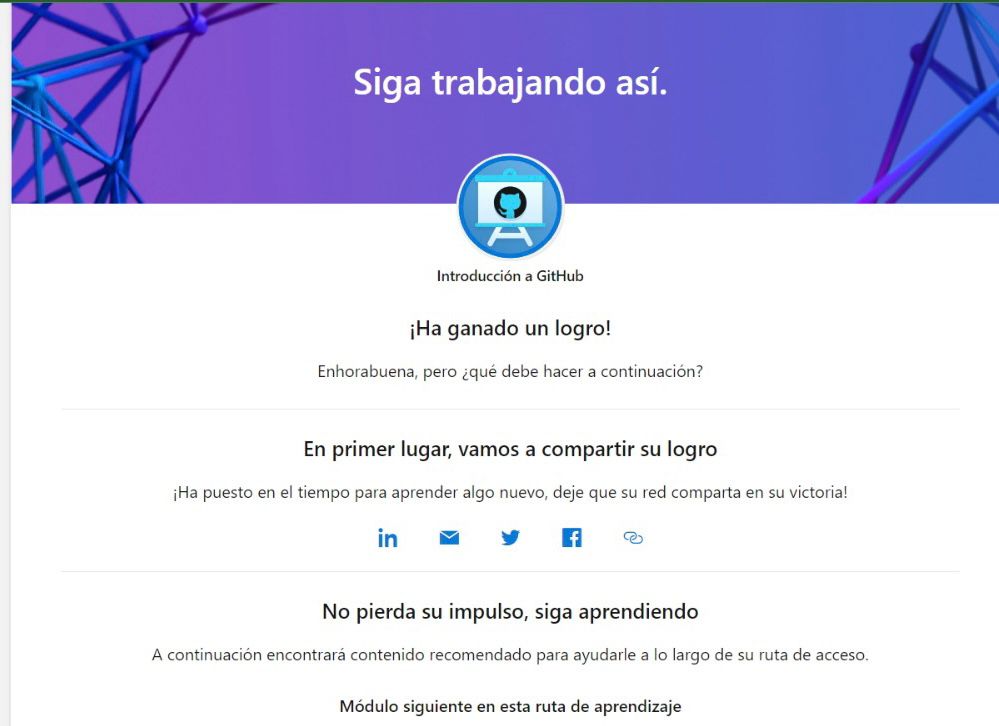 Siga trabajando así.
Introducción a GitHub
¡Ha ganado un logro!
Enhorabuena, pero ¿qué debe hacer a continuación?
En primer lugar, vamos a compartir su logro
¡Ha puesto en el tiempo para aprender algo nuevo, deje que su red comparta en su victoria!
in
No pierda su impulso, siga aprendiendo
A continuación encontrará contenido recomendado para ayudarle a lo largo de su ruta de acceso.
Módulo siguiente en esta ruta de aprendizaje